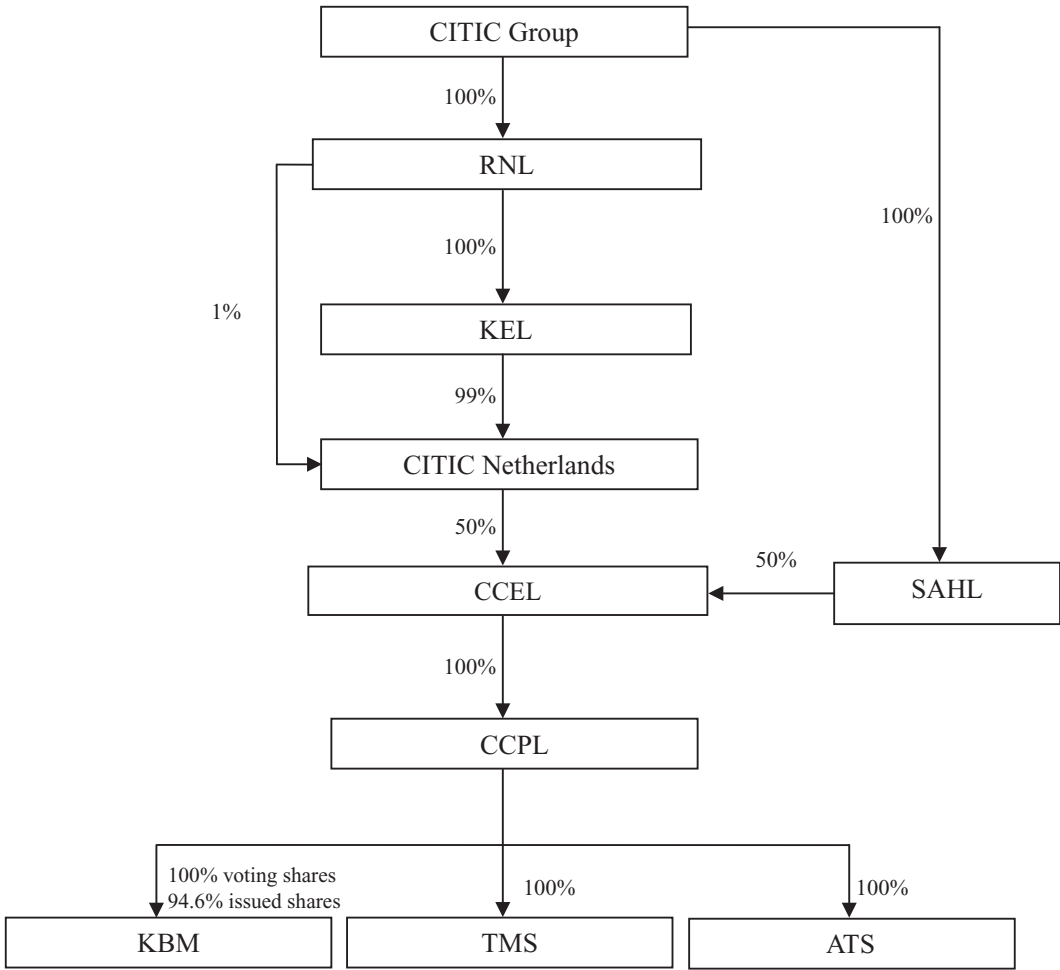 CITIC Group
100%
RNL
100%
100%
1%
KEL
99%
CITIC Netherlands
50%
50%
CCEL
SAHL
100%
CCPL
100% voting shares
94.6% issued shares
100%
100%
KBM
TMS
ATS